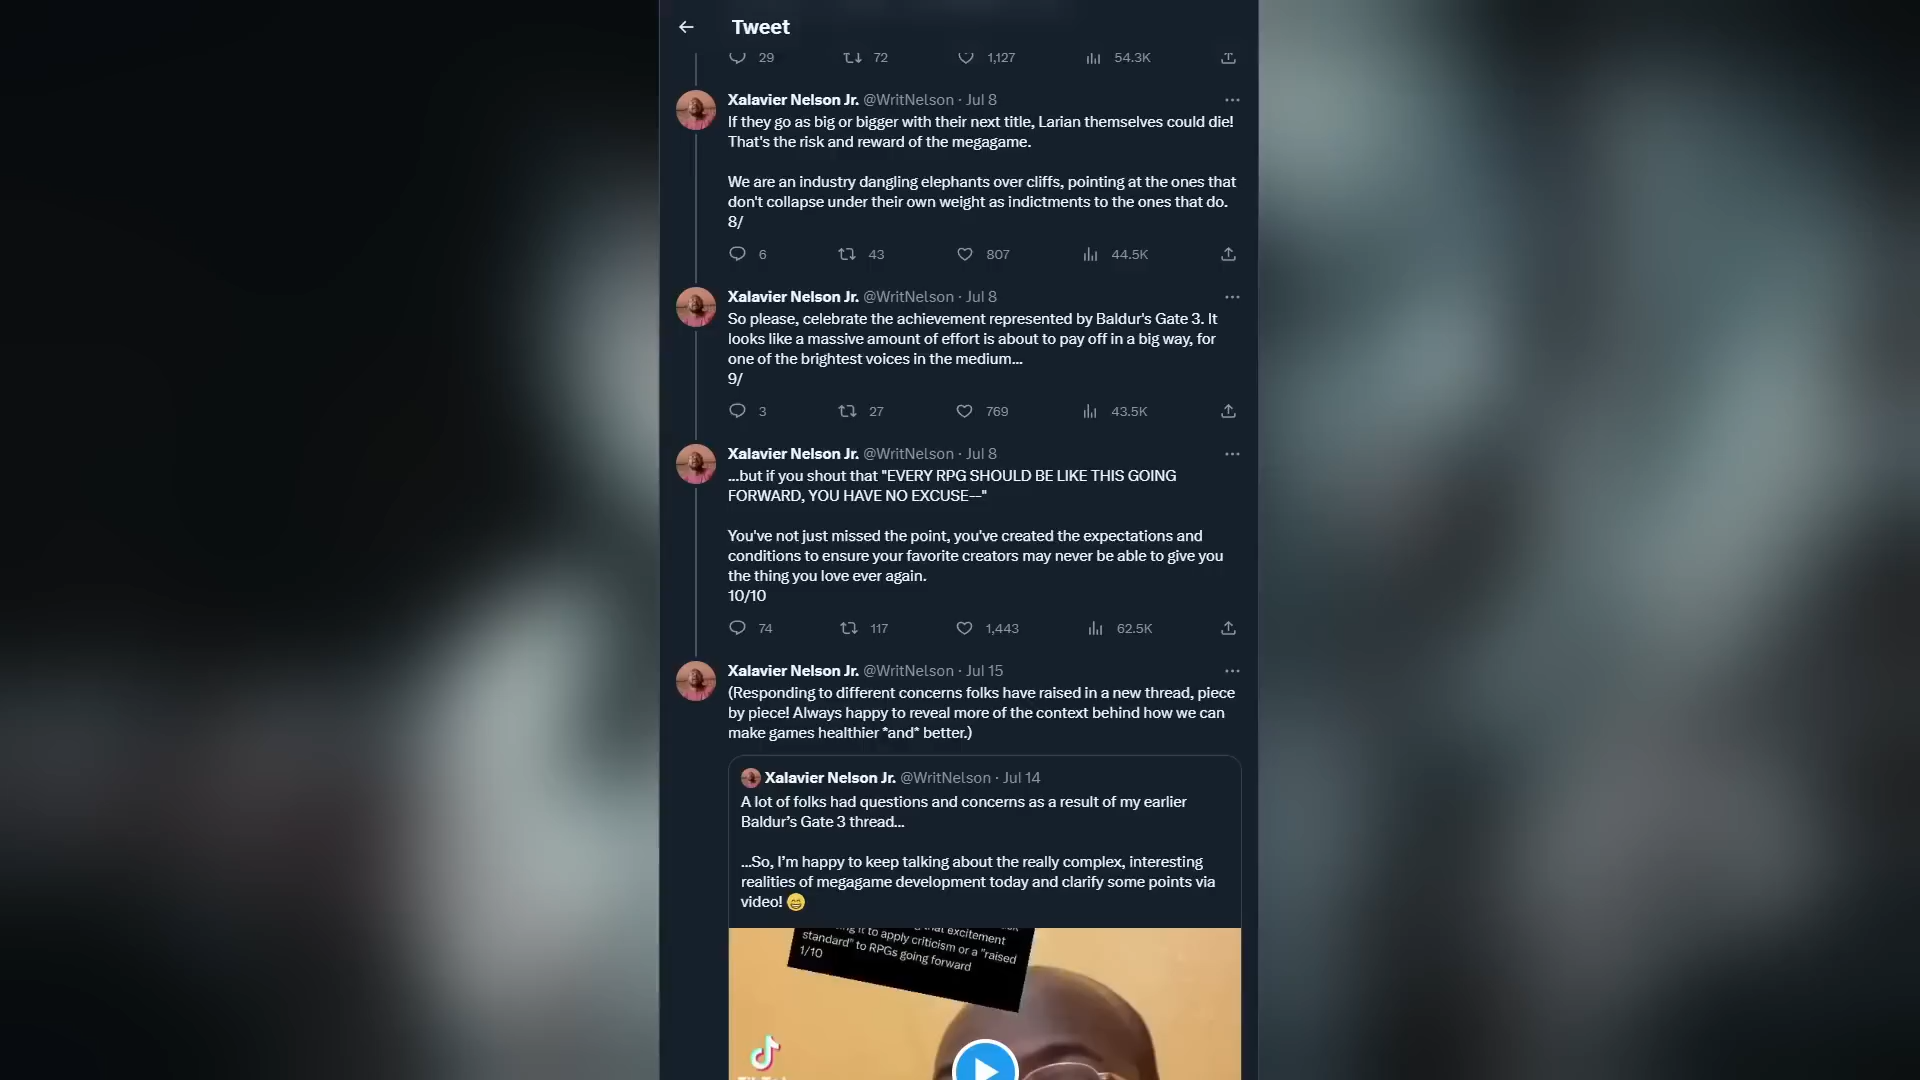 Tweet
29 72 1,127 54.3K
Xalavier Nelson Jr. @WritNelson · Jul 8
If they go as big or bigger with their next title, Larian themselves could die!
That's the risk and reward of the megagame.
We are an industry dangling elephants over cliffs, pointing at the ones that
don't collapse under their own weight as indictments to the ones that do.
8/
6 43 807 44.5K
Xalavier Nelson Jr. @WritNelson · Jul 8
So please, celebrate the achievement represented by Baldur's Gate 3. It
looks like a massive amount of effort is about to pay off in a big way, for
one of the brightest voices in the medium...
9/
3 27 769 43.5K
Xalavier Nelson Jr. @WritNelson · Jul 8
...but if you shout that "EVERY RPG SHOULD BE LIKE THIS GOING
FORWARD, YOU HAVE NO EXCUSE--"
You've not just missed the point, you've created the expectations and
conditions to ensure your favorite creators may never be able to give you
the thing you love ever again.
10/10
74 117 1,443 62.5K
Xalavier Nelson Jr. @WritNelson · Jul 15
(Responding to different concerns folks have raised in a new thread, piece
by piece! Always happy to reveal more of the context behind how we can
make games healthier *and* better.)
Xalavier Nelson Jr. @WritNelson · Jul 14
A lot of folks had questions and concerns as a result of my earlier
Baldur's Gate 3 thread...
...So, I'm happy to keep talking about the really complex, interesting
realities of megagame development today and clarify some points via
video! 😄
that excitement
it to apply criticism or a "raised
standard" to RPGs going forward
1/10